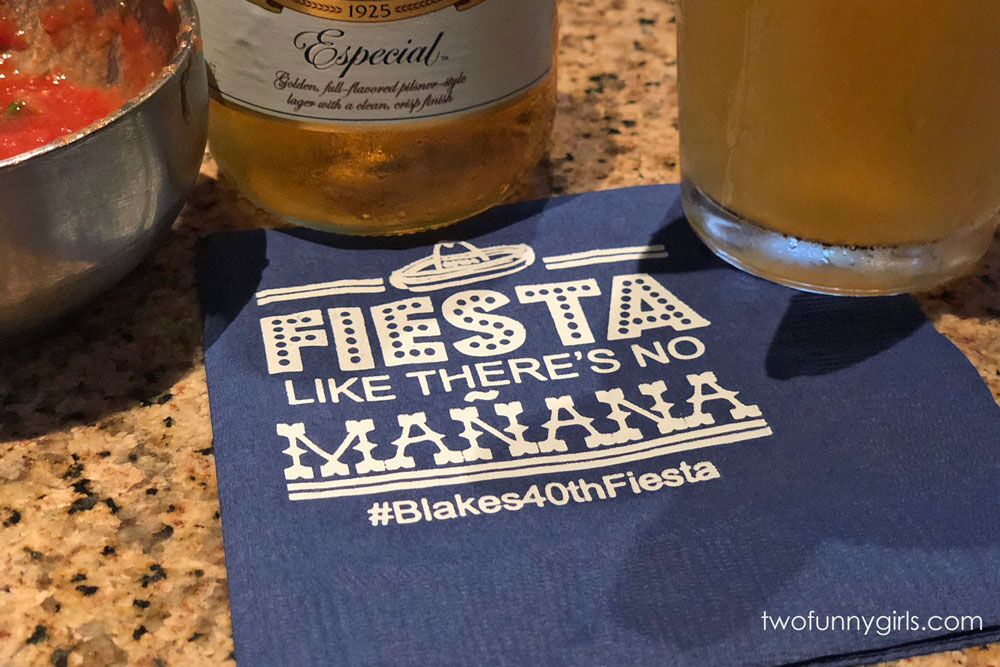 1925
Especial™
Golden, full-flavored pilsner-style
lager with a clean, crisp finish
FIESTA
LIKE THERE'S NO
MAÑANA
#Blakes40thFiesta
twofunnygirls.com